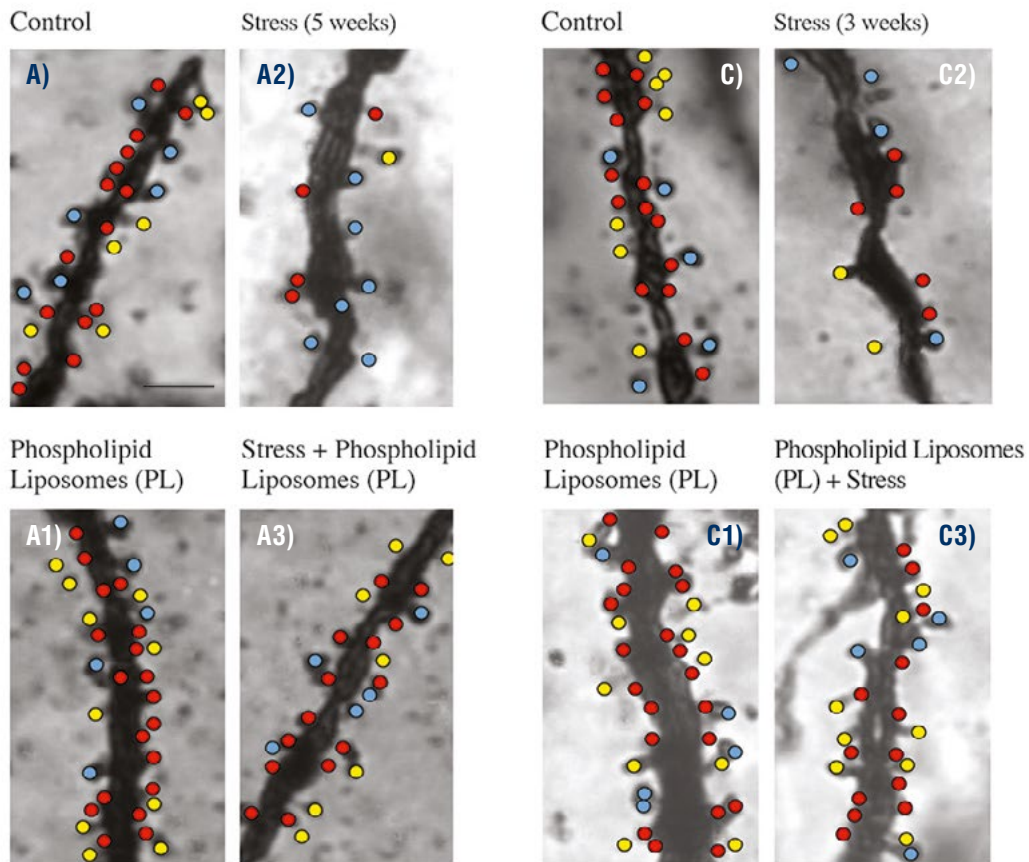 Control
Stress (5 weeks)
A)
A2)
Phospholipid
Liposomes (PL)
Stress + Phospholipid
Liposomes (PL)
A1)
A3)
Control
Stress (3 weeks)
C)
C2)
Phospholipid
Liposomes (PL)
Phospholipid Liposomes
(PL) + Stress
C1)
C3)